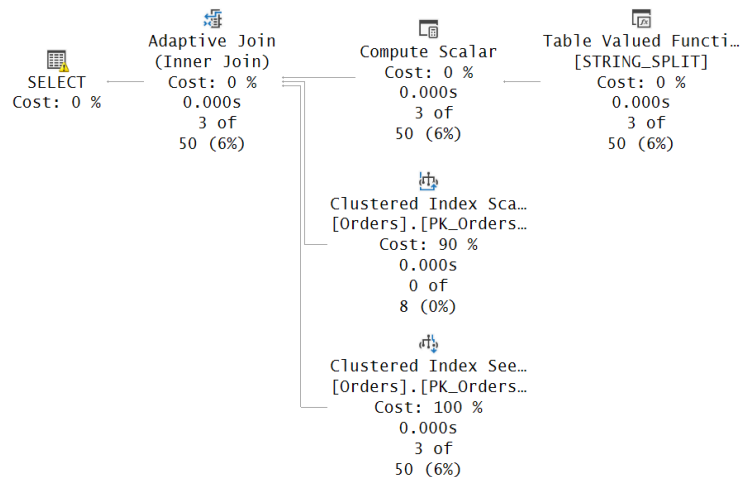 SELECT
Cost: 0 %
Adaptive Join
(Inner Join)
Cost: 0 %
0.000s
3 of
50 (6%)
Compute Scalar
Cost: 0 %
0.000s
3 of
50 (6%)
Table Valued Functi…
[STRING_SPLIT]
Cost: 0 %
0.000s
3 of
50 (6%)
Clustered Index Sca…
[Orders].[PK_Orders…
Cost: 90 %
0.000s
0 of
8 (0%)
Clustered Index See…
[Orders].[PK_Orders…
Cost: 100 %
0.000s
3 of
50 (6%)